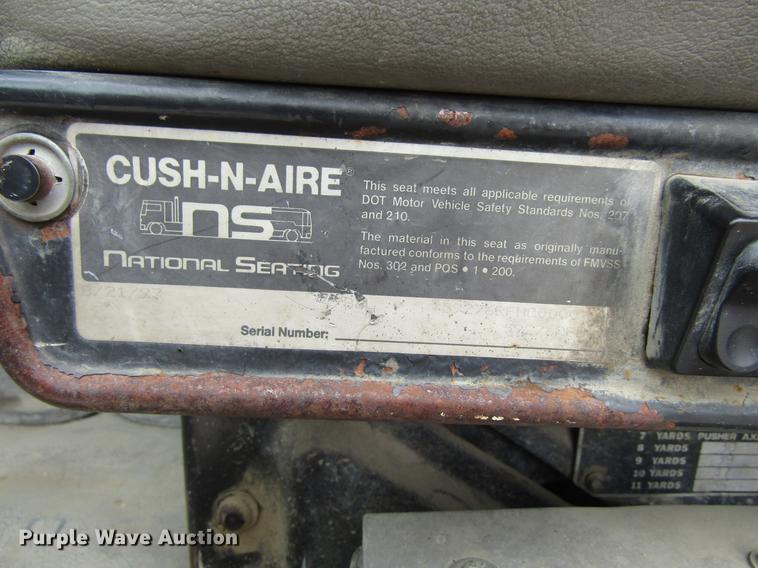 CUSH-N-AIRE®
ns
NATIONAL SEATING
This seat meets all applicable requirements of
DOT Motor Vehicle Safety Standards Nos. 207
and 210.
The material in this seat as originally manu-
factured conforms to the requirements of FMVSS
Nos. 302 and POS • 1 • 200.
Serial Number:
7 YARDS PUSHER
8 YARDS
9 YARDS
10 YARDS
11 YARDS
Purple Wave Auction